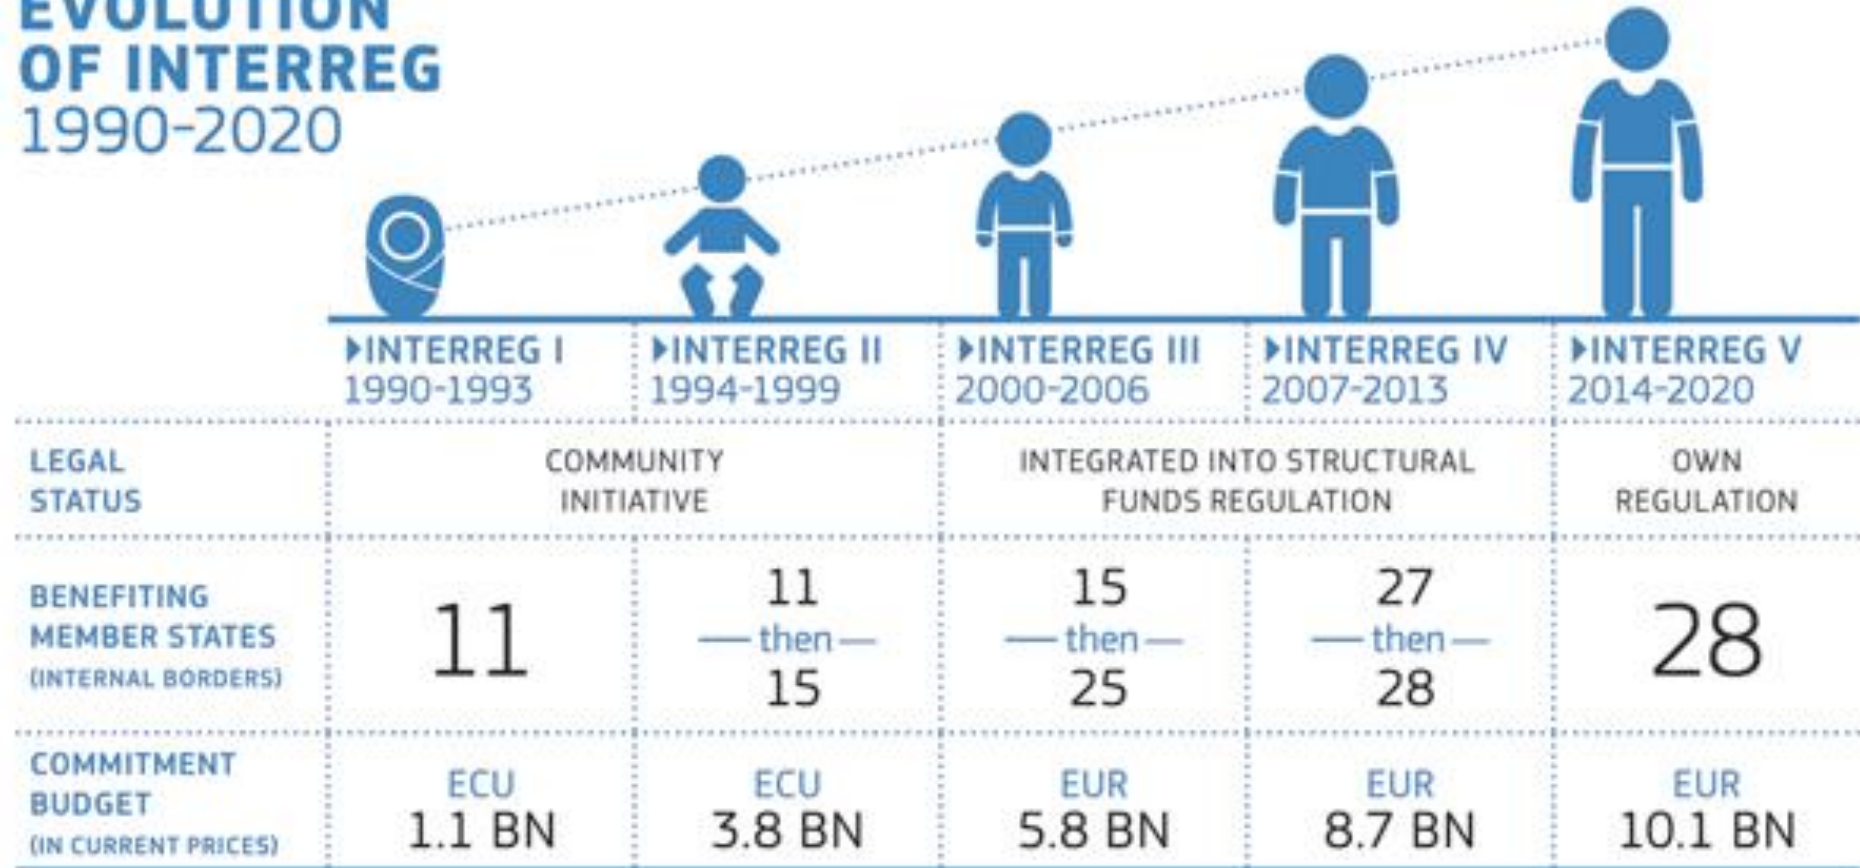 EVOLUTION
OF INTERREG
1990-2020
INTERREG I
1990-1993
INTERREG II
1994-1999
INTERREG III
2000-2006
INTERREG IV
2007-2013
INTERREG V
2014-2020
LEGAL
STATUS
COMMUNITY
INITIATIVE
INTEGRATED INTO STRUCTURAL
FUNDS REGULATION
OWN
REGULATION
BENEFITING
MEMBER STATES
(INTERNAL BORDERS)
11
11
then
15
15
then
25
27
then
28
28
COMMITMENT
BUDGET
(IN CURRENT PRICES)
ECU
1.1 BN
ECU
3.8 BN
EUR
5.8 BN
EUR
8.7 BN
EUR
10.1 BN